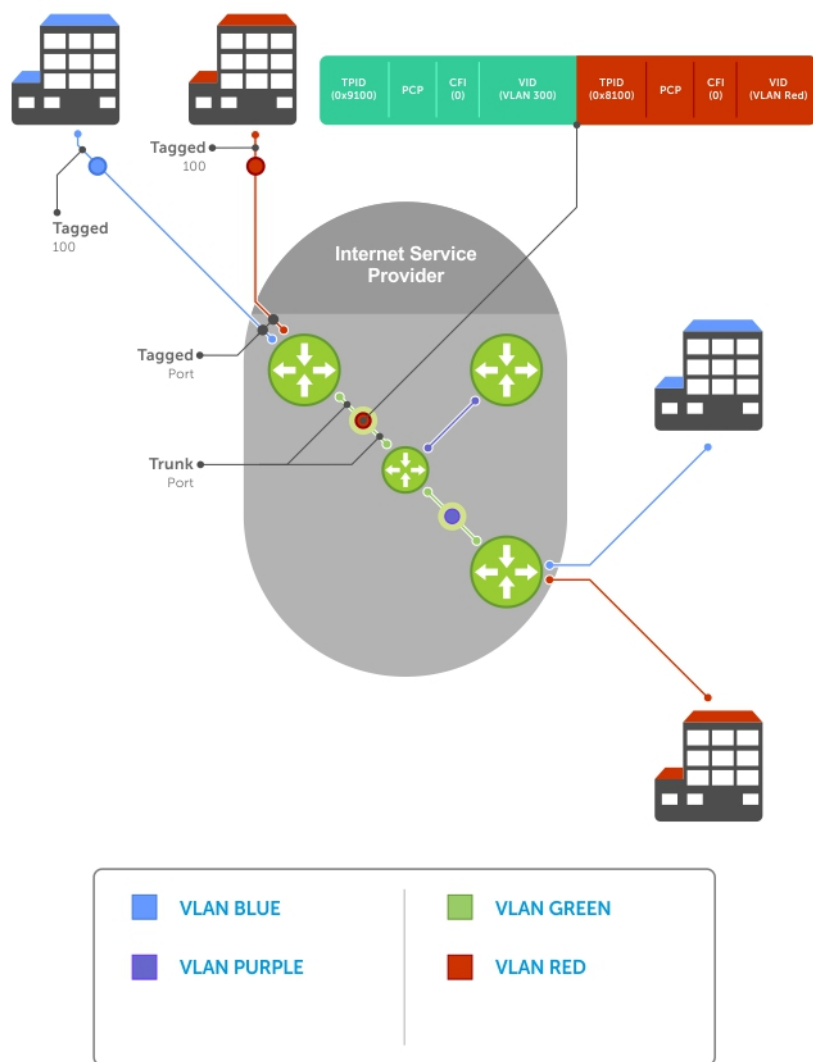 TPID
(0x9100)
PCP
CFI
(0)
VID
(VLAN 300)
TPID
(0x8100)
PCP
CFI
(0)
VID
(VLAN Red)
Tagged
100
Tagged
100
Internet Service
Provider
Tagged
Port
Trunk
Port
VLAN BLUE
VLAN GREEN
VLAN PURPLE
VLAN RED